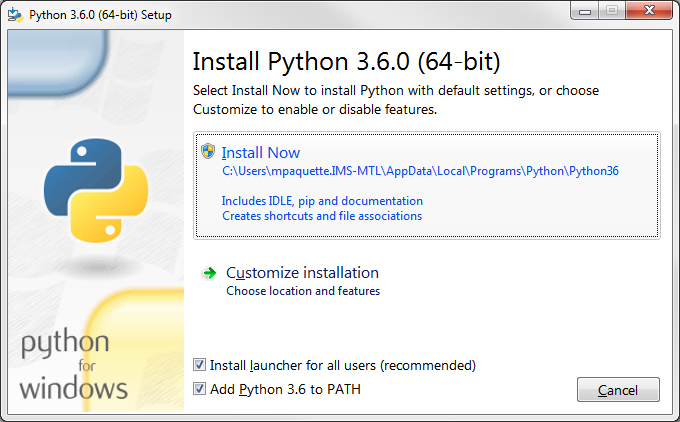 Python 3.6.0 (64-bit) Setup
Install Python 3.6.0 (64-bit)
Select Install Now to install Python with default settings, or choose
Customize to enable or disable features.
Install Now
C:\Users\mpaquette.IMS-MTL\AppData\Local\Programs\Python\Python36
Includes IDLE, pip and documentation
Creates shortcuts and file associations
Customize installation
Choose location and features
python
for
windows
Install launcher for all users (recommended)
Add Python 3.6 to PATH
Cancel